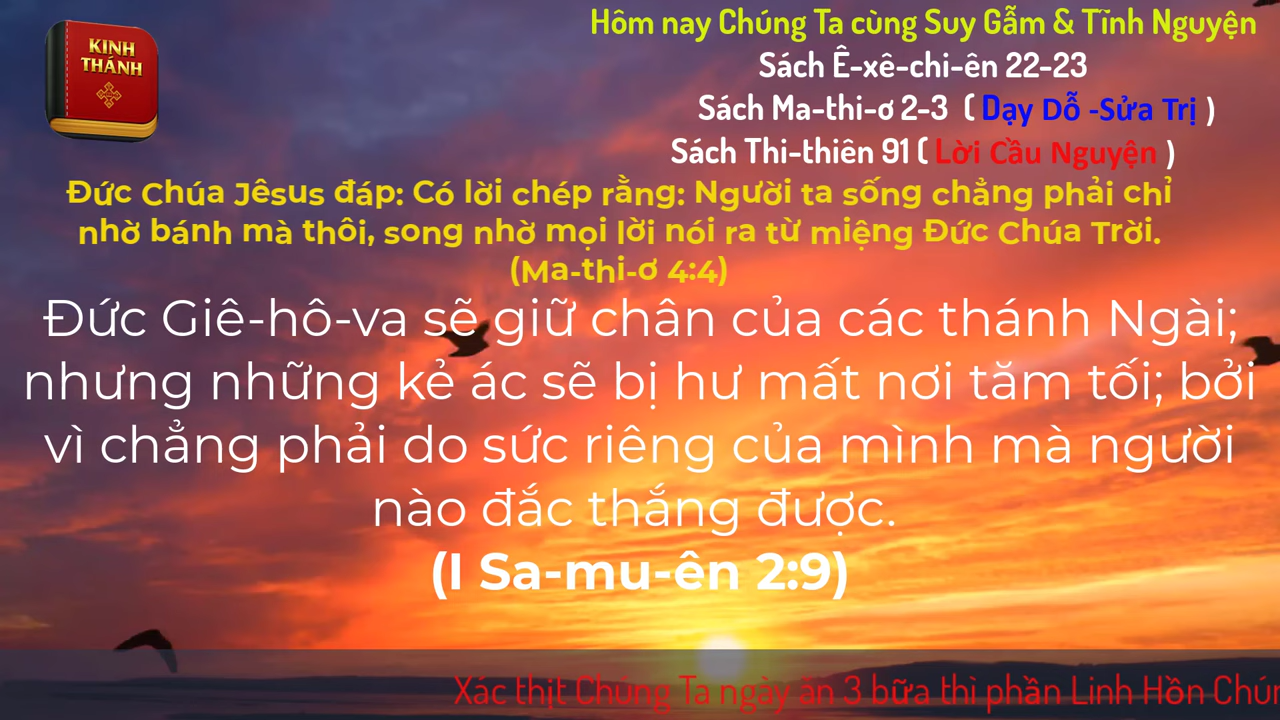 KINH
THÁNH
Hôm nay Chúng Ta cùng Suy Gẫm & Tĩnh Nguyện
Sách Ê-xê-chi-ên 22-23
Sách Ma-thi-ơ 2-3 ( Dạy Dỗ -Sửa Trị )
Sách Thi-thiên 91 ( Lời Cầu Nguyện )
Đức Chúa Jêsus đáp: Có lời chép rằng: Người ta sống chẳng phải chỉ
nhờ bánh mà thôi, song nhờ mọi lời nói ra từ miệng Đức Chúa Trời.
(Ma-thi-ơ 4:4)
Đức Giê-hô-va sẽ giữ chân của các thánh Ngài;
nhưng những kẻ ác sẽ bị hư mất nơi tăm tối; bởi
vì chẳng phải do sức riêng của mình mà người
nào đắc thắng được.
(I Sa-mu-ên 2:9)
Xác thịt Chúng Ta ngày ăn 3 bữa thì phần Linh Hồn